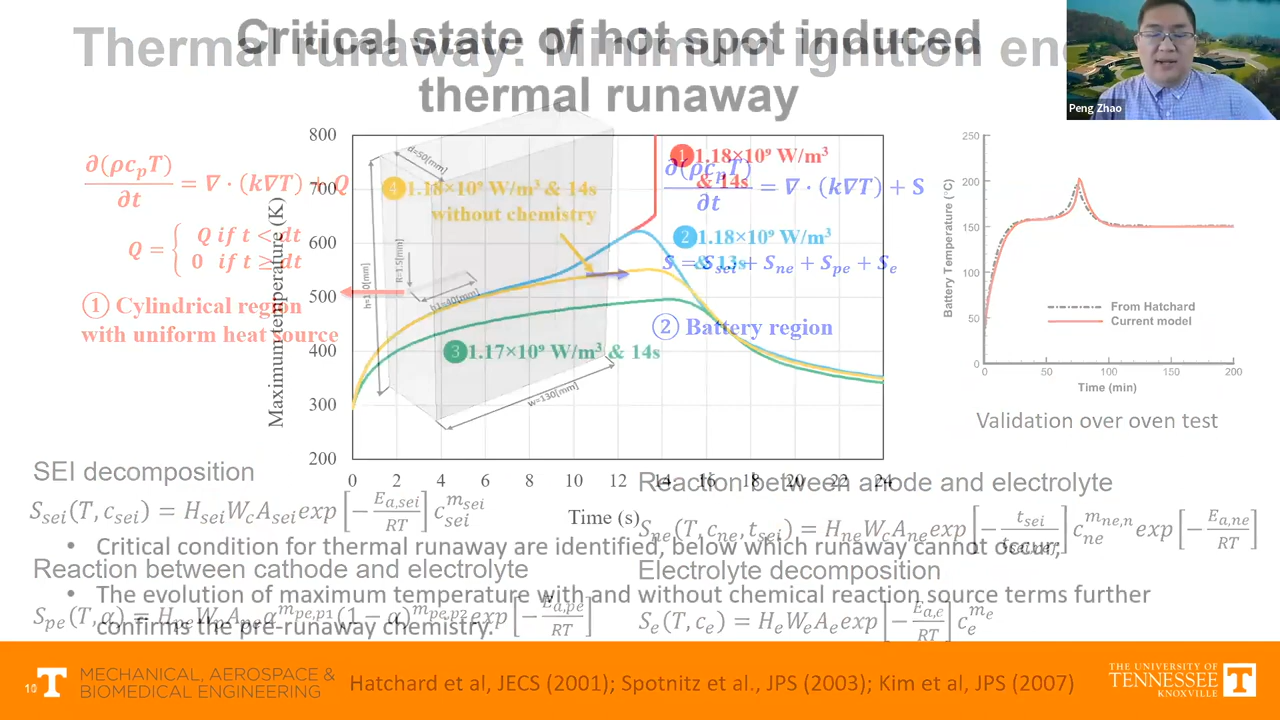 Thermal runaway: Minimum ignition en
Critical state of hot spot induced
thermal runaway
Peng Zhao
∂(ρc_pT)/∂t = ∇ · (k∇T) + Q
Q = { Q if t < dt
0 if t ≥ dt
① Cylindrical region
with uniform heat source
Maximum temperature (K)
800
700
600
500
400
300
200
0 2 4 6 8 10 12 14 16 18 20 22 24
Time (s)
d=50[mm]
R=1.5[mm]
w=130[mm]
1 1.18×10⁹ W/m³
& 14s
2 1.18×10⁹ W/m³
& 13s
3 1.17×10⁹ W/m³ & 14s
4 1.18×10⁹ W/m³ & 14s
without chemistry
∂(ρc_pT)/∂t = ∇ · (k∇T) + S
S = S_sei + S_ne + S_pe + S_e
② Battery region
Battery Temperature (°C)
250
200
150
100
50
0
0 50 100 150 200
Time (min)
From Hatchard
Current model
Validation over oven test
SEI decomposition
S_sei(T, c_sei) = H_sei W_c A_sei exp[−E_a,sei/RT] c_sei^m_sei
Reaction between anode and electrolyte
S_ne(T, c_ne, t_sei) = H_ne W_c A_ne exp[−t_sei/] c_ne^m_ne,n exp[−E_a,ne/RT]
Reaction between cathode and electrolyte
S_pe(T, α) = H_pe W_p A_pe α^m_pe,p1 (1 − α)^m_pe,p2 exp[−E_a,pe/RT]
Electrolyte decomposition
S_e(T, c_e) = H_e W_e A_e exp[−E_a,e/RT] c_e^m_e
• Critical condition for thermal runaway are identified, below which runaway cannot occur;
• The evolution of maximum temperature with and without chemical reaction source terms further
confirms the pre-runaway chemistry.
T MECHANICAL, AEROSPACE &
BIOMEDICAL ENGINEERING
Hatchard et al, JECS (2001); Spotnitz et al., JPS (2003); Kim et al, JPS (2007)
THE UNIVERSITY OF
TENNESSEE
KNOXVILLE
T